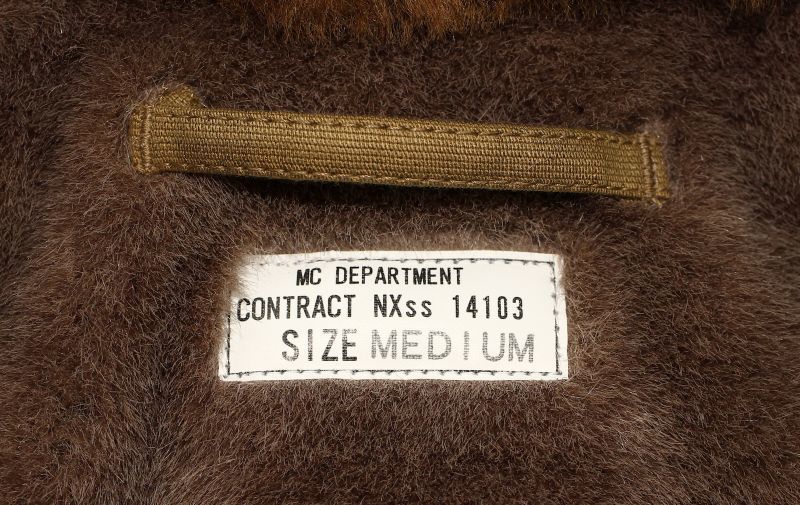 MC DEPARTMENT
CONTRACT NXss 14103
SIZE MEDIUM